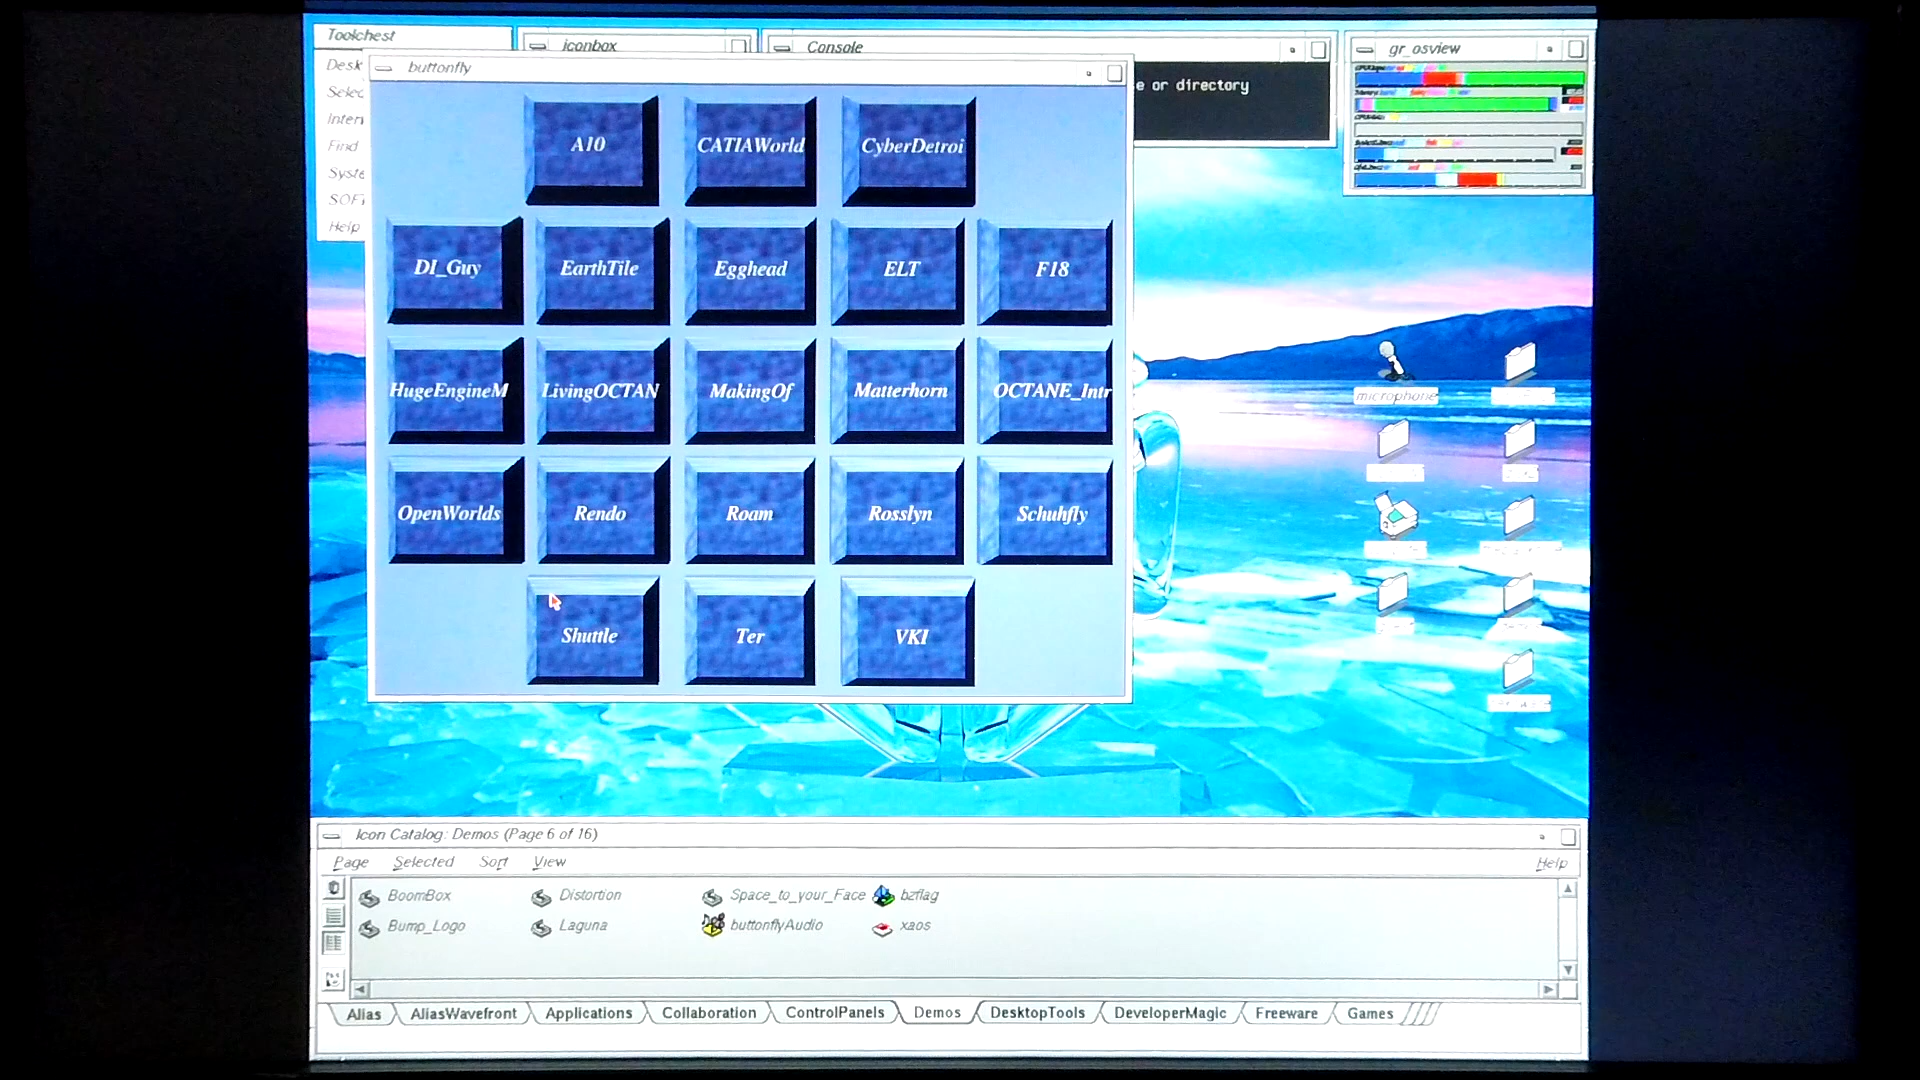 Toolchest
iconbox
Console
gr_osview
Desk
buttonfly
Selec
e or directory
Inter
Find
Syste
SOFT
Help
A10
CATIAWorld
CyberDetroi
DI_Guy
EarthTile
Egghead
ELT
F18
HugeEngineM
LivingOCTAN
MakingOf
Matterhorn
OCTANE_Intr
microphone
OpenWorlds
Rendo
Roam
Rosslyn
Schuhfly
Shuttle
Ter
VKI
Icon Catalog: Demos (Page 6 of 16)
Page Selected Sort View Help
BoomBox Distortion Space_to_your_Face bzflag
Bump_Logo Laguna buttonflyAudio xaos
Alias AliasWavefront Applications Collaboration ControlPanels Demos DesktopTools DeveloperMagic Freeware Games